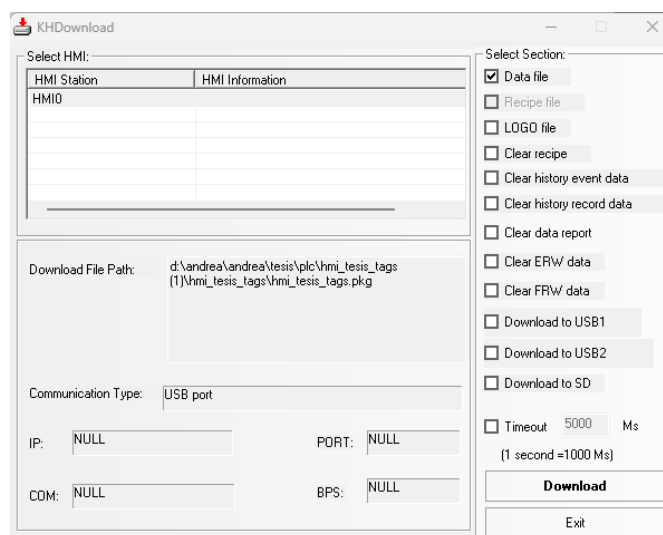 KHDownload
Select HMI:
HMI Station HMI Information
HMI0
Download File Path: d:\andrea\andrea\tesis\plc\hmi_tesis_tags
(1)\hmi_tesis_tags\hmi_tesis_tags.pkg
Communication Type: USB port
IP: NULL PORT: NULL
COM: NULL BPS: NULL
Select Section:
Data file
Recipe file
LOGO file
Clear recipe
Clear history event data
Clear history record data
Clear data report
Clear ERW data
Clear FRW data
Download to USB1
Download to USB2
Download to SD
Timeout 5000 Ms
(1 second =1000 Ms)
Download
Exit